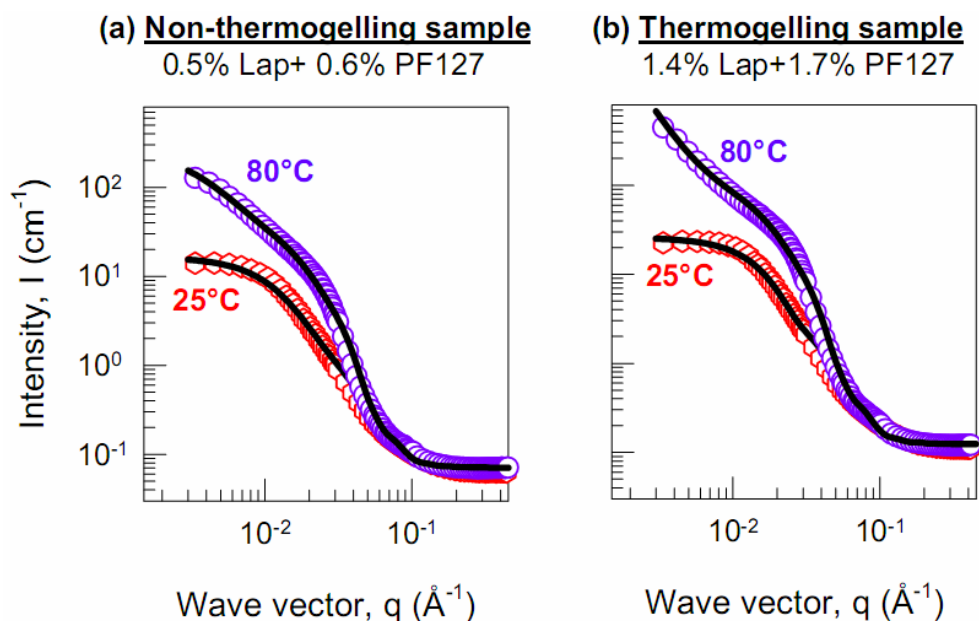 (a) Non-thermogelling sample
0.5% Lap+ 0.6% PF127
(b) Thermogelling sample
1.4% Lap+1.7% PF127
Intensity, I (cm⁻¹)
10²
10¹
10⁰
10⁻¹
80°C
25°C
10⁻²
10⁻¹
Wave vector, q (Å⁻¹)
80°C
25°C
10⁻²
10⁻¹
Wave vector, q (Å⁻¹)